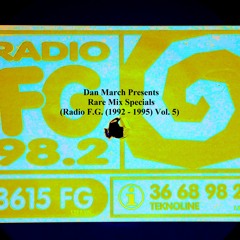 RADIO
FG
98.2
3615 FG
Dan March Presents
Rare Mix Specials
(Radio F.G. (1992 - 1995) Vol. 5)
36 68 98 2
TEKNOLINE